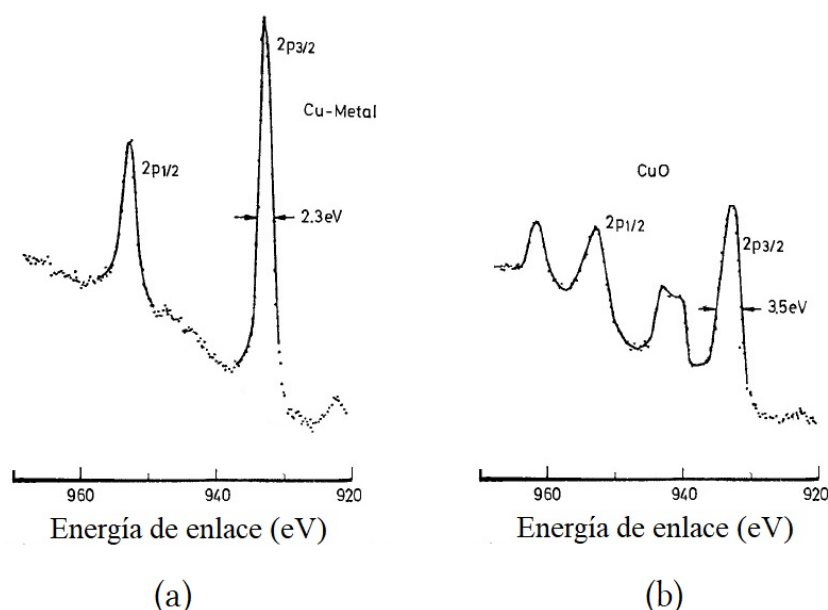 2p3/2
Cu-Metal
2p1/2
2.3eV
960
940
920
Energía de enlace (eV)
(a)
CuO
2p1/2
2p3/2
3.5eV
960
940
920
Energía de enlace (eV)
(b)